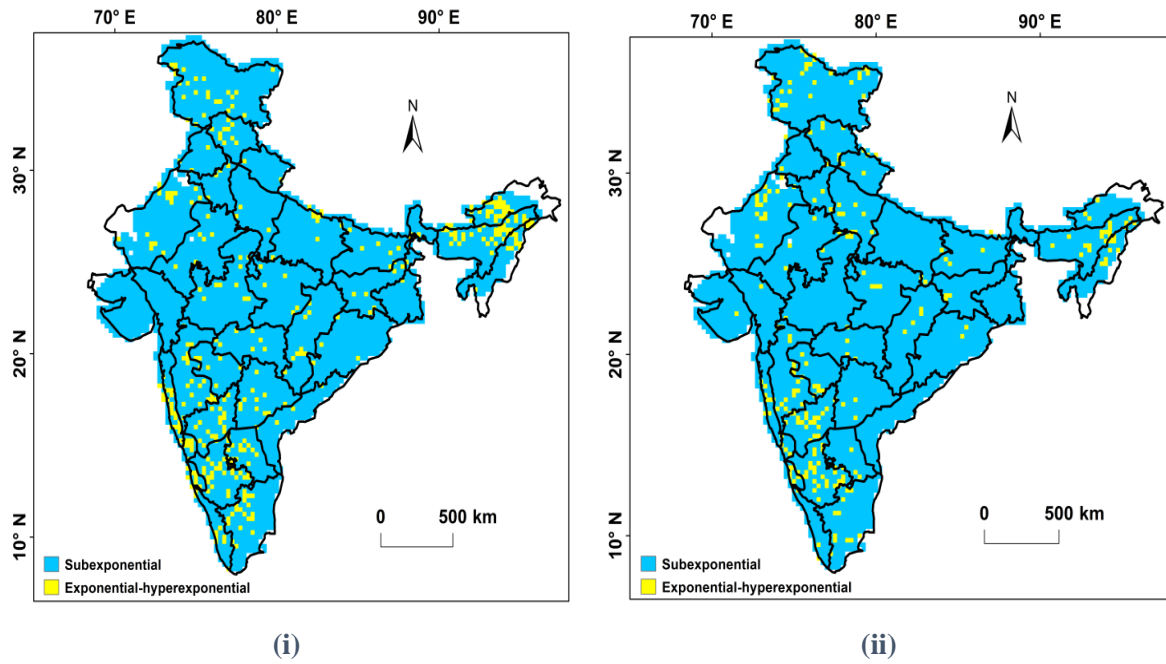 70° E 80° E 90° E
N
30° N
20° N
10° N
0 500 km
Subexponential
Exponential-hyperexponential
(i)
70° E 80° E 90° E
N
30° N
20° N
10° N
0 500 km
Subexponential
Exponential-hyperexponential
(ii)